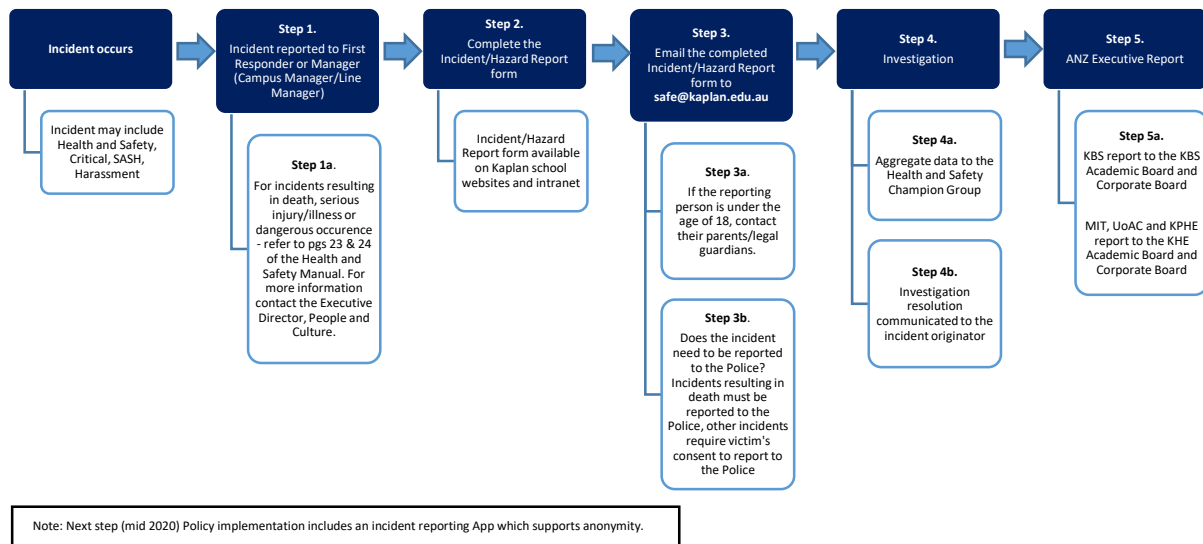 Incident occurs
Incident may include
Health and Safety,
Critical, SASH,
Harassment
Step 1.
Incident reported to First
Responder or Manager
(Campus Manager/Line
Manager)
Step 1a.
For incidents resulting
in death, serious
injury/illness or
dangerous occurence
- refer to pgs 23 & 24
of the Health and
Safety Manual. For
more information
contact the Executive
Director, People and
Culture.
Step 2.
Complete the
Incident/Hazard Report
form
Incident/Hazard
Report form available
on Kaplan school
websites and intranet
Step 3.
Email the completed
Incident/Hazard Report
form to
safe@kaplan.edu.au
Step 3a.
If the reporting
person is under the
age of 18, contact
their parents/legal
guardians.
Step 3b.
Does the incident
need to be reported
to the Police?
Incidents resulting in
death must be
reported to the
Police, other incidents
require victim's
consent to report to
the Police
Step 4.
Investigation
Step 4a.
Aggregate data to the
Health and Safety
Champion Group
Step 4b.
Investigation
resolution
communicated to the
incident originator
Step 5.
ANZ Executive Report
Step 5a.
KBS report to the KBS
Academic Board and
Corporate Board
MIT, UoAC and KPHE
report to the KHE
Academic Board and
Corporate Board
Note: Next step (mid 2020) Policy implementation includes an incident reporting App which supports anonymity.